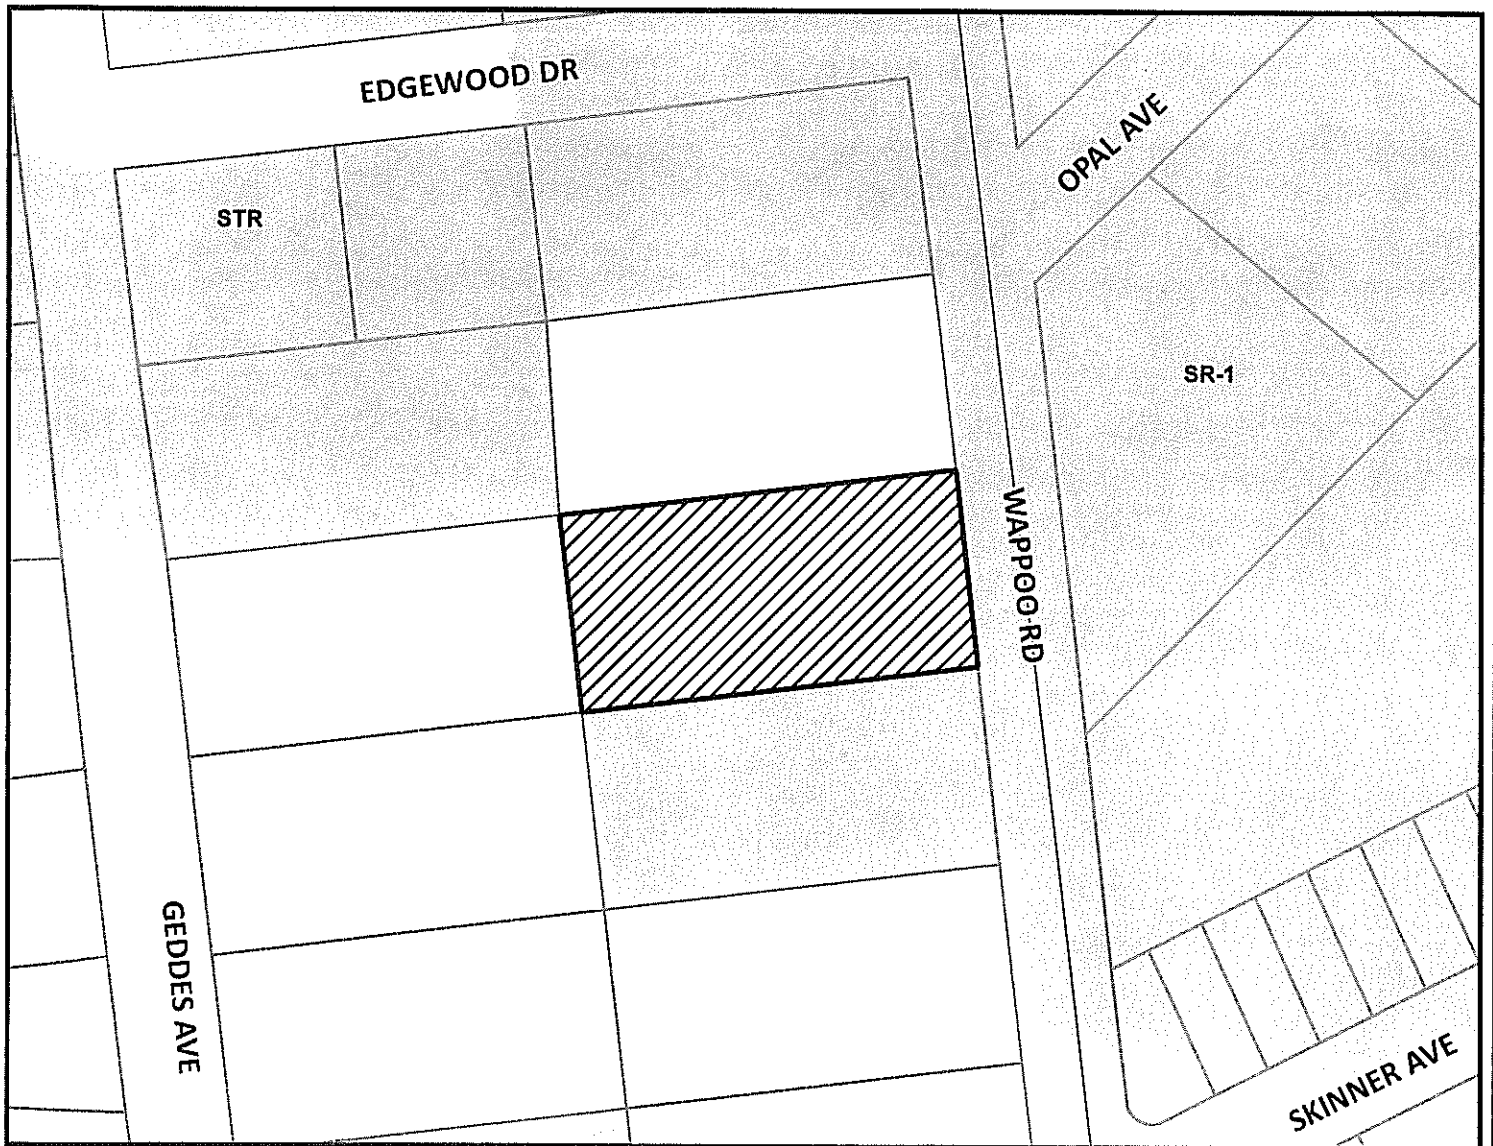 EDGEWOOD DR
OPAL AVE
STR
SR-1
WAPPOO RD
GEDDES AVE
SKINNER AVE